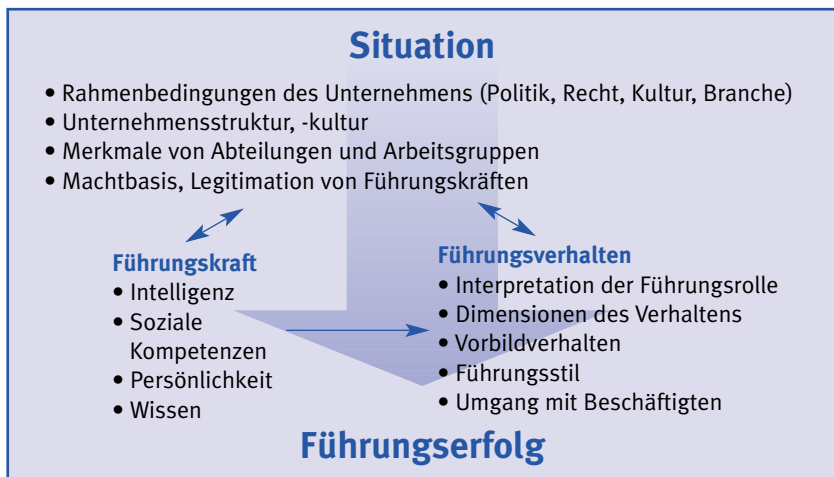 Situation
• Rahmenbedingungen des Unternehmens (Politik, Recht, Kultur, Branche)
• Unternehmensstruktur, -kultur
• Merkmale von Abteilungen und Arbeitsgruppen
• Machtbasis, Legitimation von Führungskräften
Führungskraft
• Intelligenz
• Soziale
Kompetenzen
• Persönlichkeit
• Wissen
Führungsverhalten
• Interpretation der Führungsrolle
• Dimensionen des Verhaltens
• Vorbildverhalten
• Führungsstil
• Umgang mit Beschäftigten
Führungserfolg